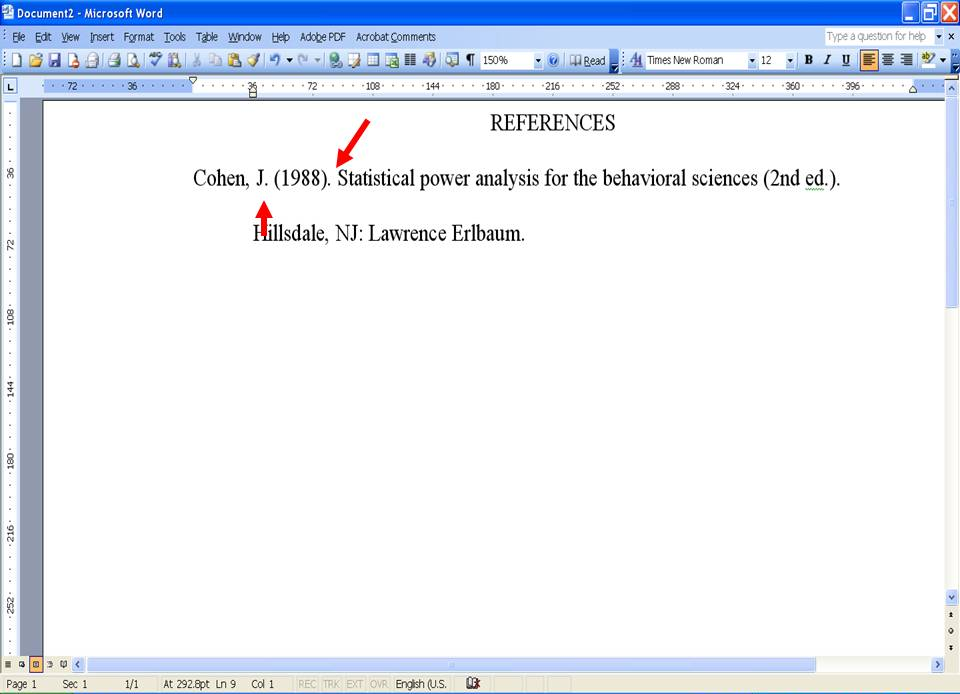 Document2 - Microsoft Word
File Edit View Insert Format Tools Table Window Help Adobe PDF Acrobat Comments Type a question for help
150% Read Times New Roman 12 B I U
L 72 36 36 72 108 144 180 216 252 288 324 360 396
REFERENCES
Cohen, J. (1988). Statistical power analysis for the behavioral sciences (2nd ed.).
Hillsdale, NJ: Lawrence Erlbaum.
36
72
108
144
180
216
252
Page 1 Sec 1 1/1 At 292.8pt Ln 9 Col 1 REC TRK EXT OVR English (U.S.